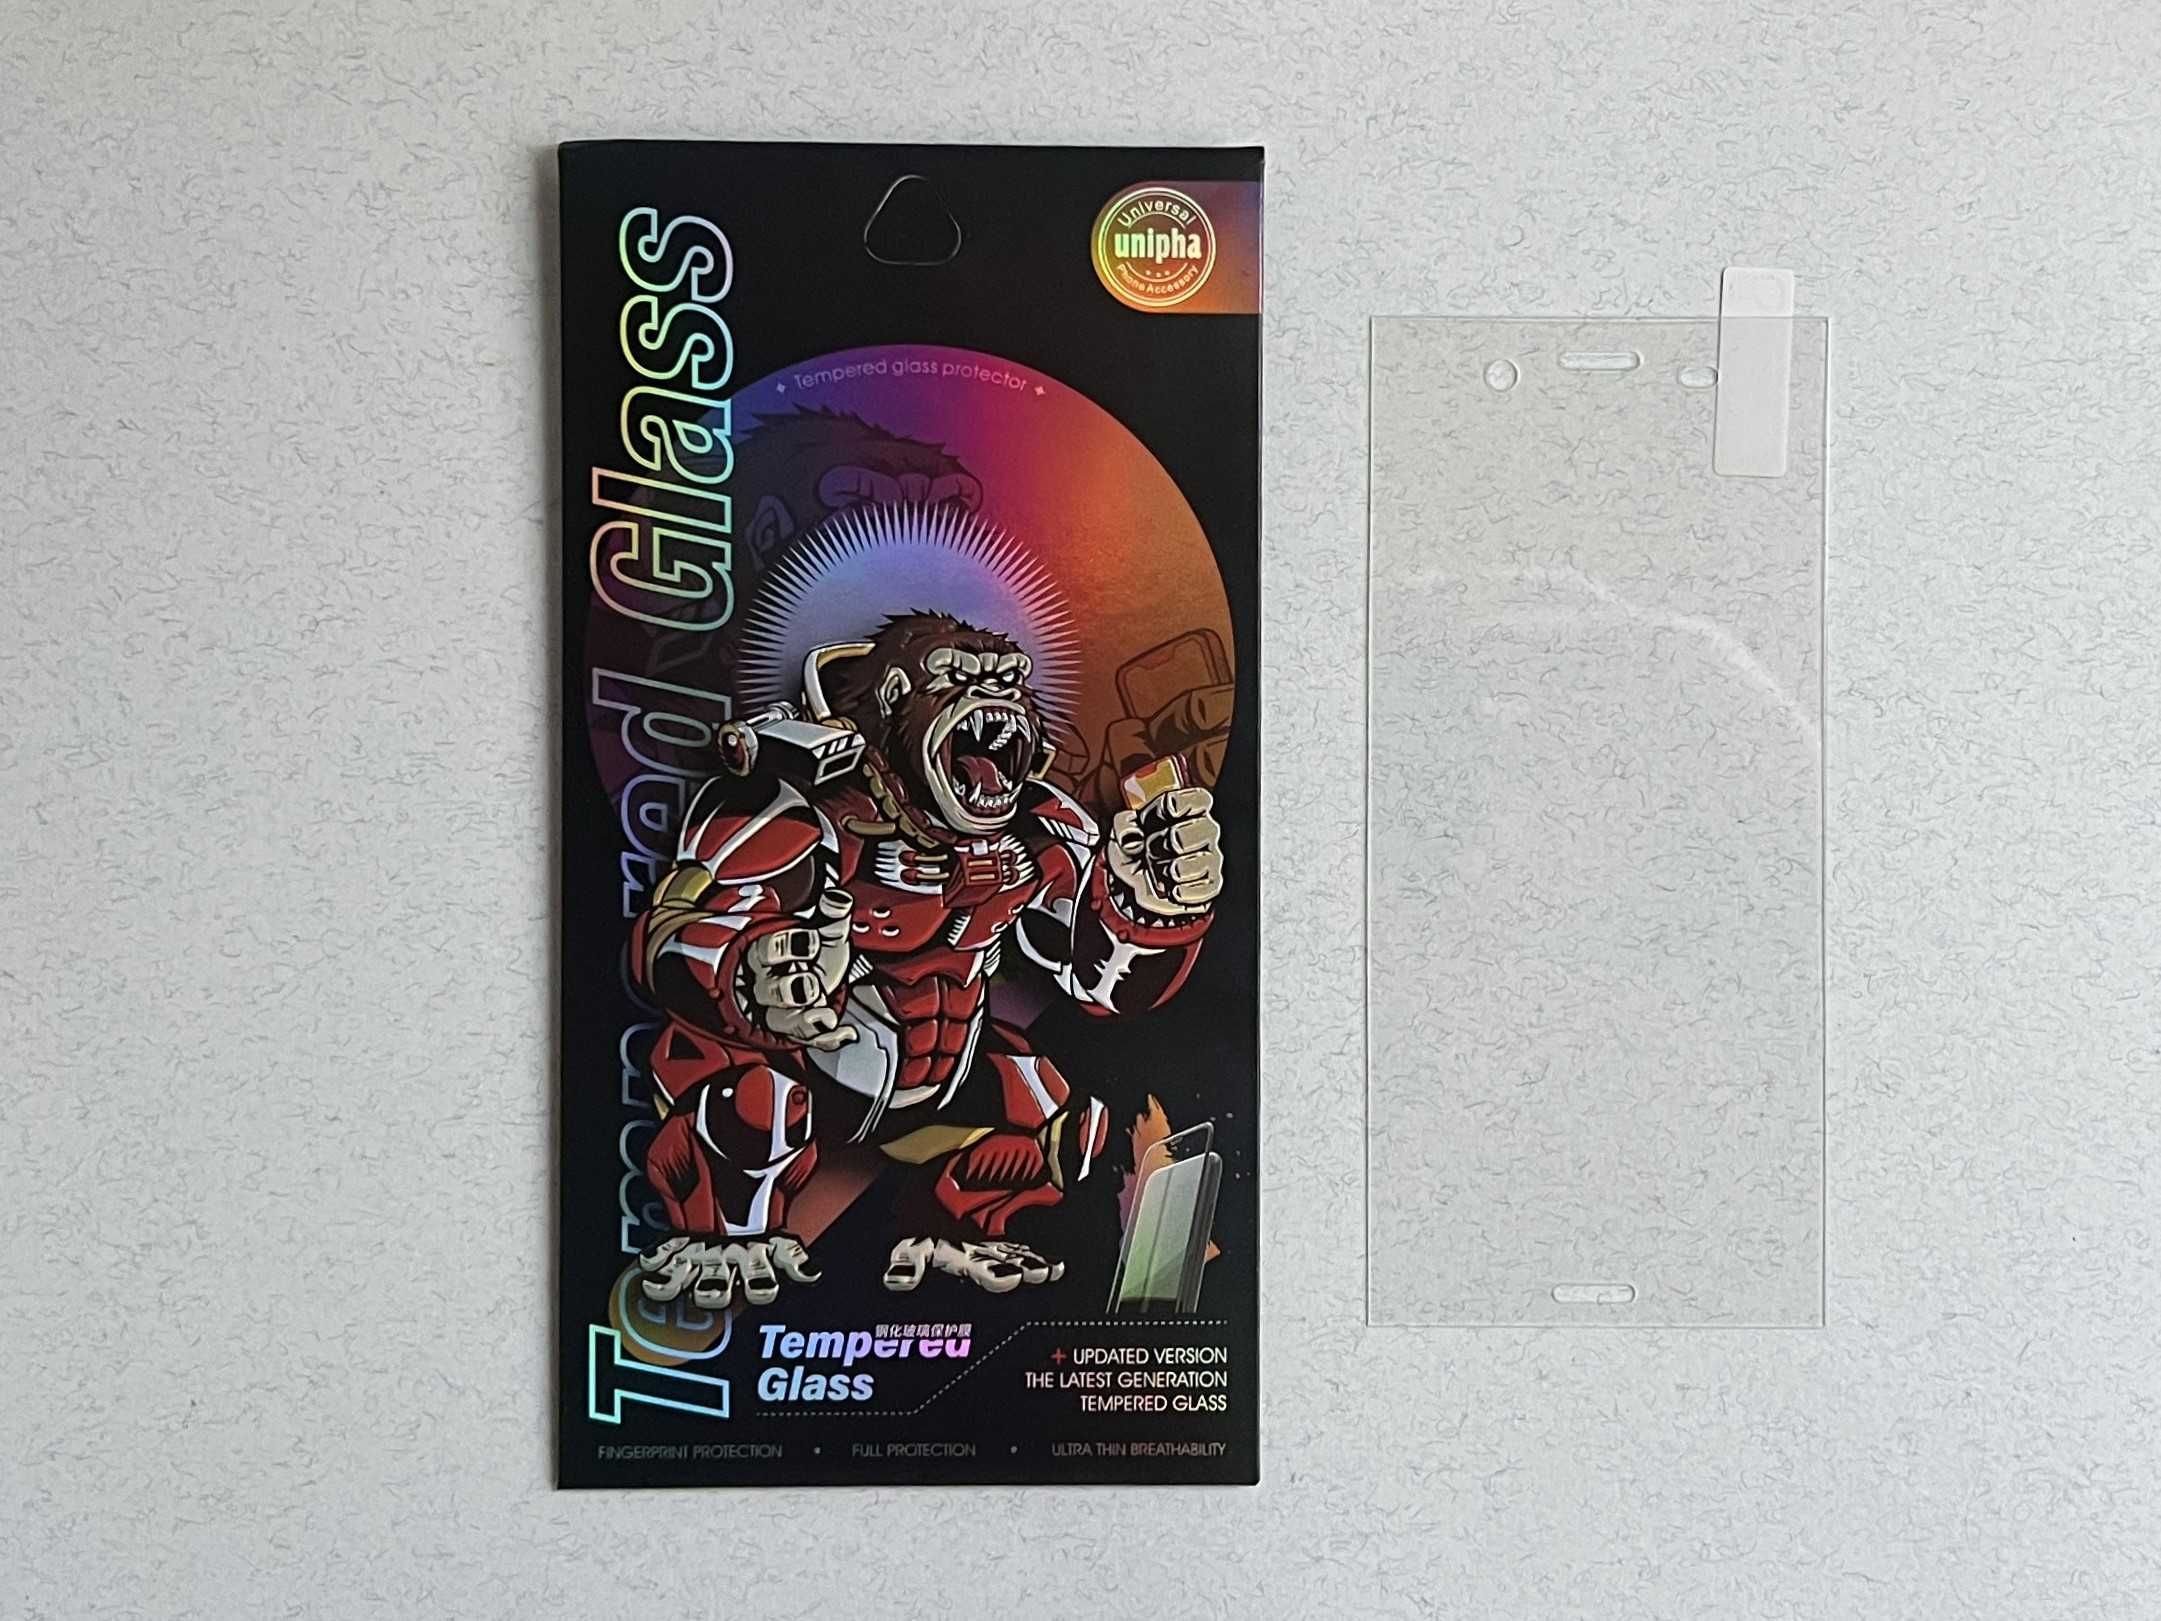 Universal
unipha
Phone Accessory
Tempered glass protector
Tempered Glass
钢化玻璃保护膜
Tempered
Glass
+ UPDATED VERSION
THE LATEST GENERATION
TEMPERED GLASS
FINGERPRINT PROTECTION • FULL PROTECTION • ULTRA THIN BREATHABILITY